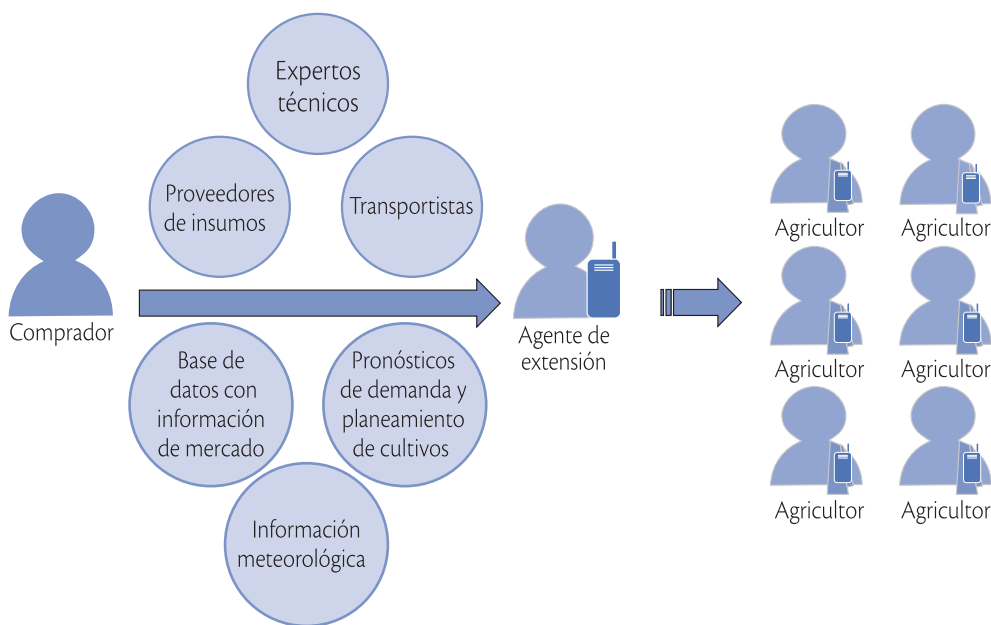 Expertos
técnicos
Proveedores
de insumos
Transportistas
Comprador
Agente de
extensión
Base de
datos con
información
de mercado
Pronósticos
de demanda y
planeamiento
de cultivos
Información
meteorológica
Agricultor
Agricultor
Agricultor
Agricultor
Agricultor
Agricultor